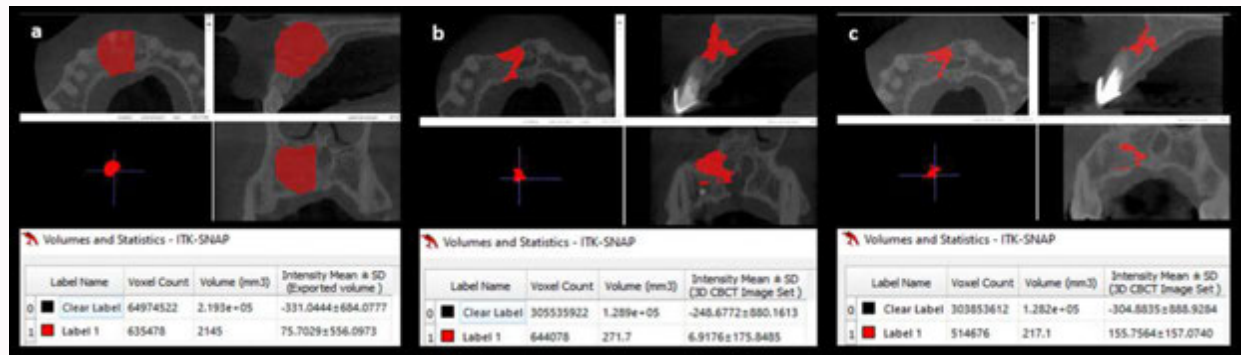 a
Volumes and Statistics - ITK-SNAP
Label Name Voxel Count Volume (mm3) Intensity Mean ± SD
(Exported volume )
0 Clear Label 64974522 2.193e+05 -331.0444±684.0777
1 Label 1 635478 2145 75.7029±556.0973
b
Volumes and Statistics - ITK-SNAP
Label Name Voxel Count Volume (mm3) Intensity Mean ± SD
(3D CBCT Image Set )
0 Clear Label 305535922 1.289e+05 -248.6772±880.1613
1 Label 1 644078 271.7 6.9176±175.8485
c
Volumes and Statistics - ITK-SNAP
Label Name Voxel Count Volume (mm3) Intensity Mean ± SD
(3D CBCT Image Set )
0 Clear Label 303853612 1.282e+05 -304.8835±888.9284
1 Label 1 514676 217.1 155.7564±157.0740